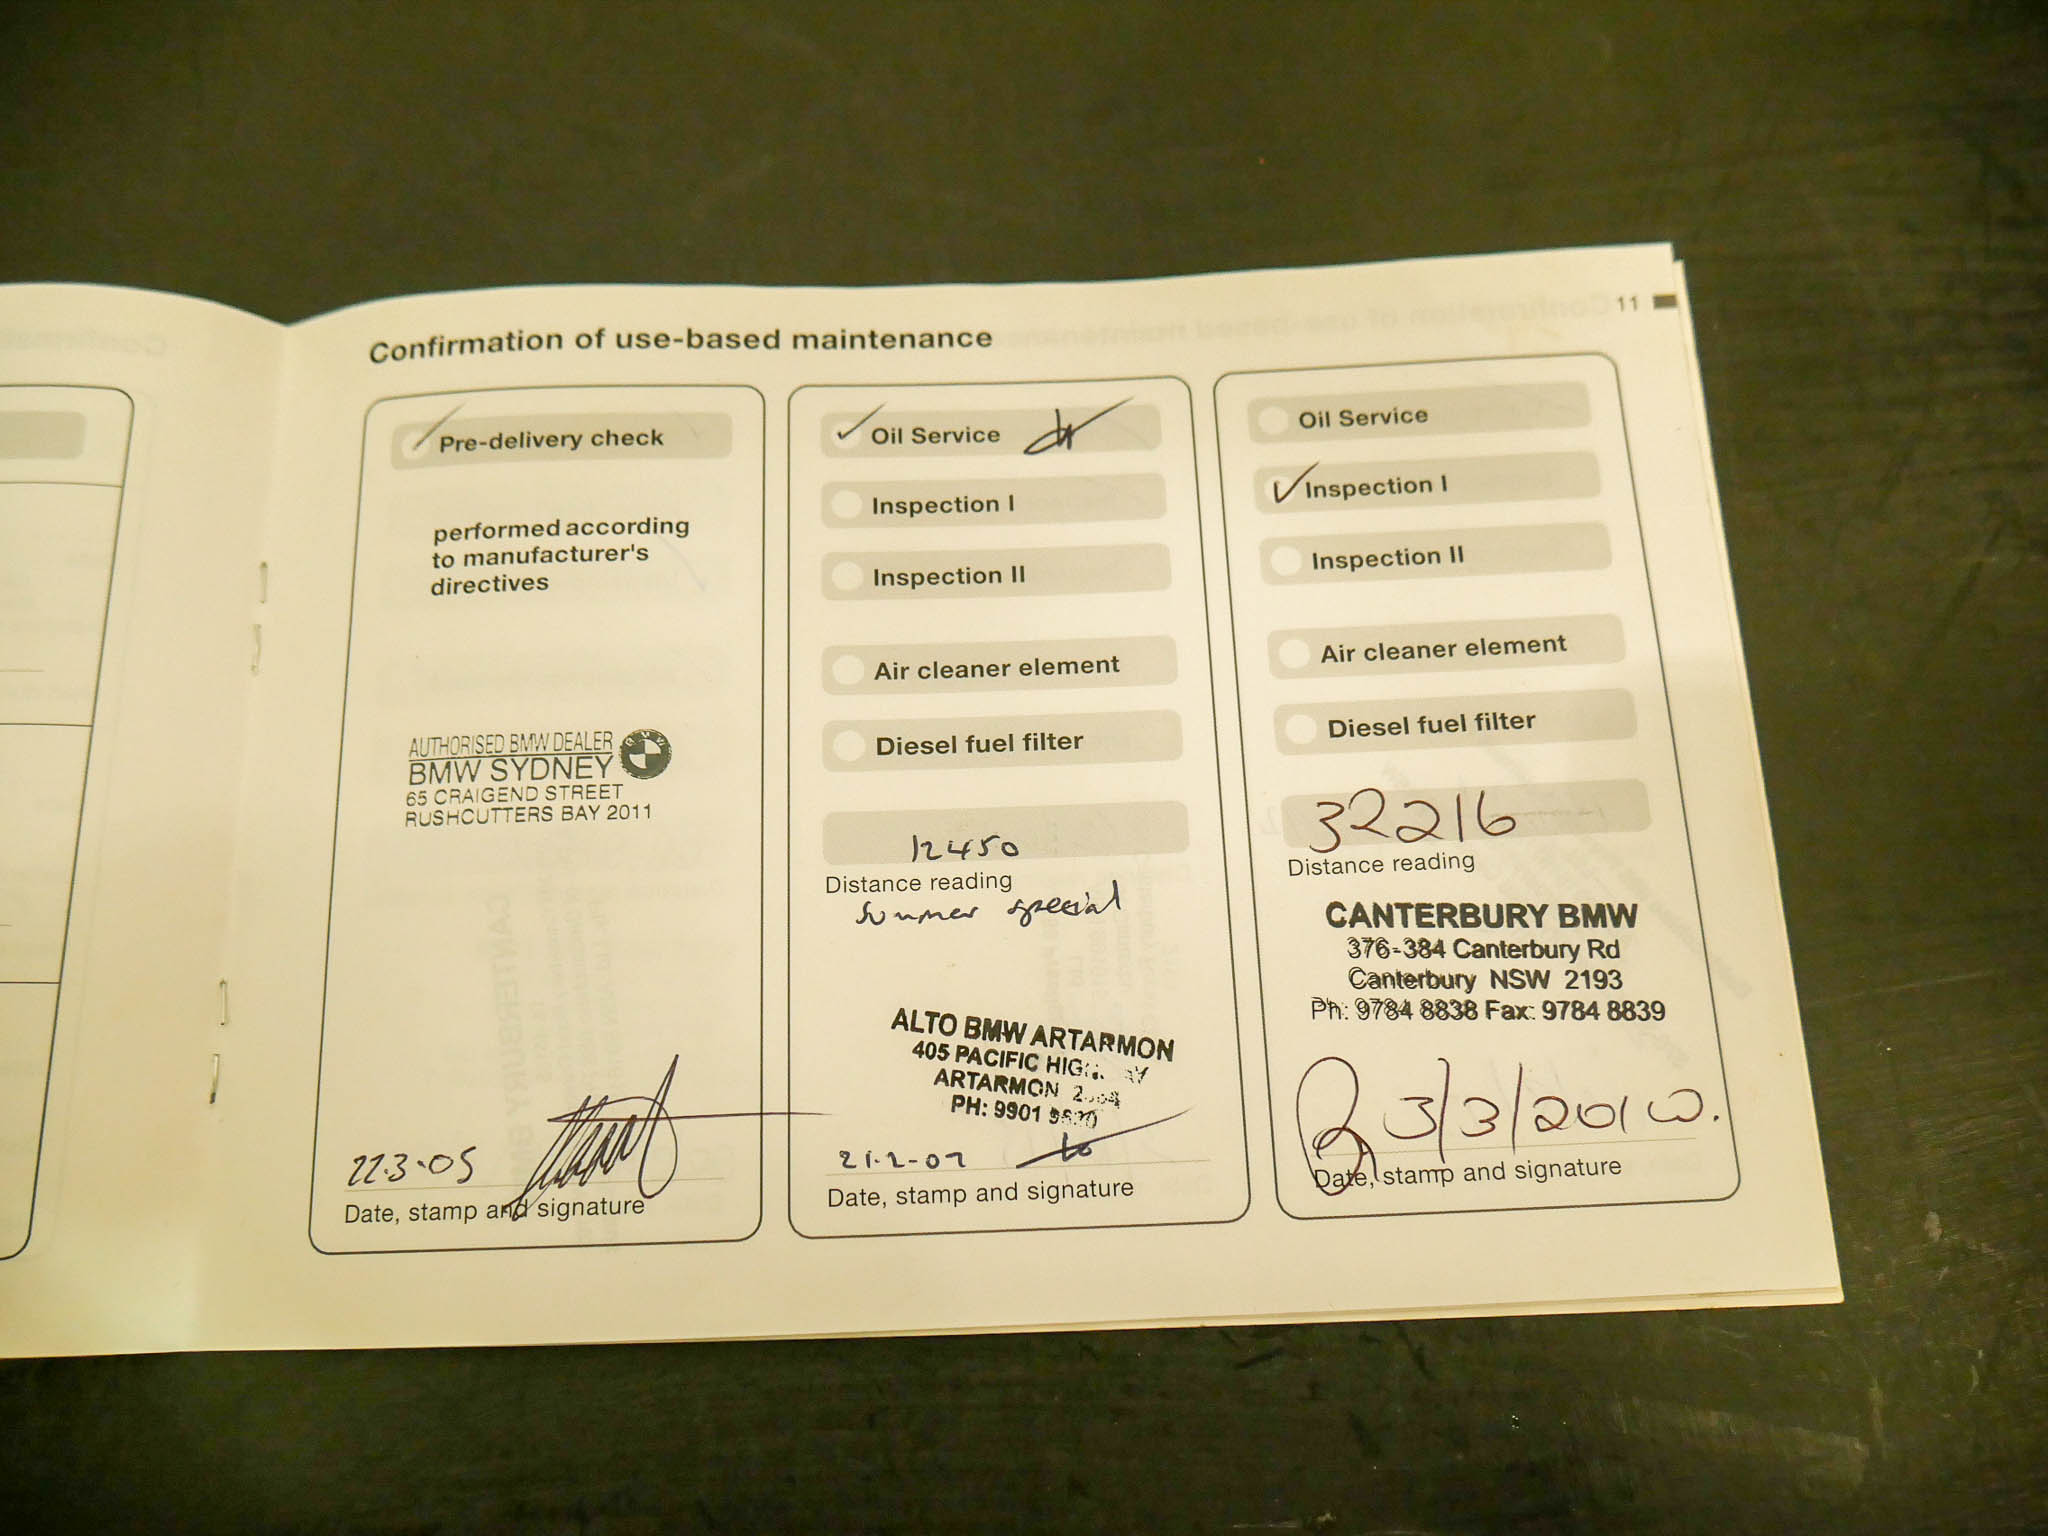 11
Confirmation of use-based maintenance
Pre-delivery check
performed according
to manufacturer's
directives
AUTHORISED BMW DEALER
BMW SYDNEY
BMW
65 CRAIGEND STREET
RUSHCUTTERS BAY 2011
22.3.05
Date, stamp and signature
Oil Service
Inspection I
Inspection II
Air cleaner element
Diesel fuel filter
12450
Distance reading
Summer special
ALTO BMW ARTARMON
405 PACIFIC HIGHWAY
ARTARMON
PH: 9901
21-2-07
Date, stamp and signature
Oil Service
Inspection I
Inspection II
Air cleaner element
Diesel fuel filter
32216
Distance reading
CANTERBURY BMW
376-384 Canterbury Rd
Canterbury NSW 2193
Ph: 9784 8838 Fax: 9784 8839
3/3/2010.
Date, stamp and signature